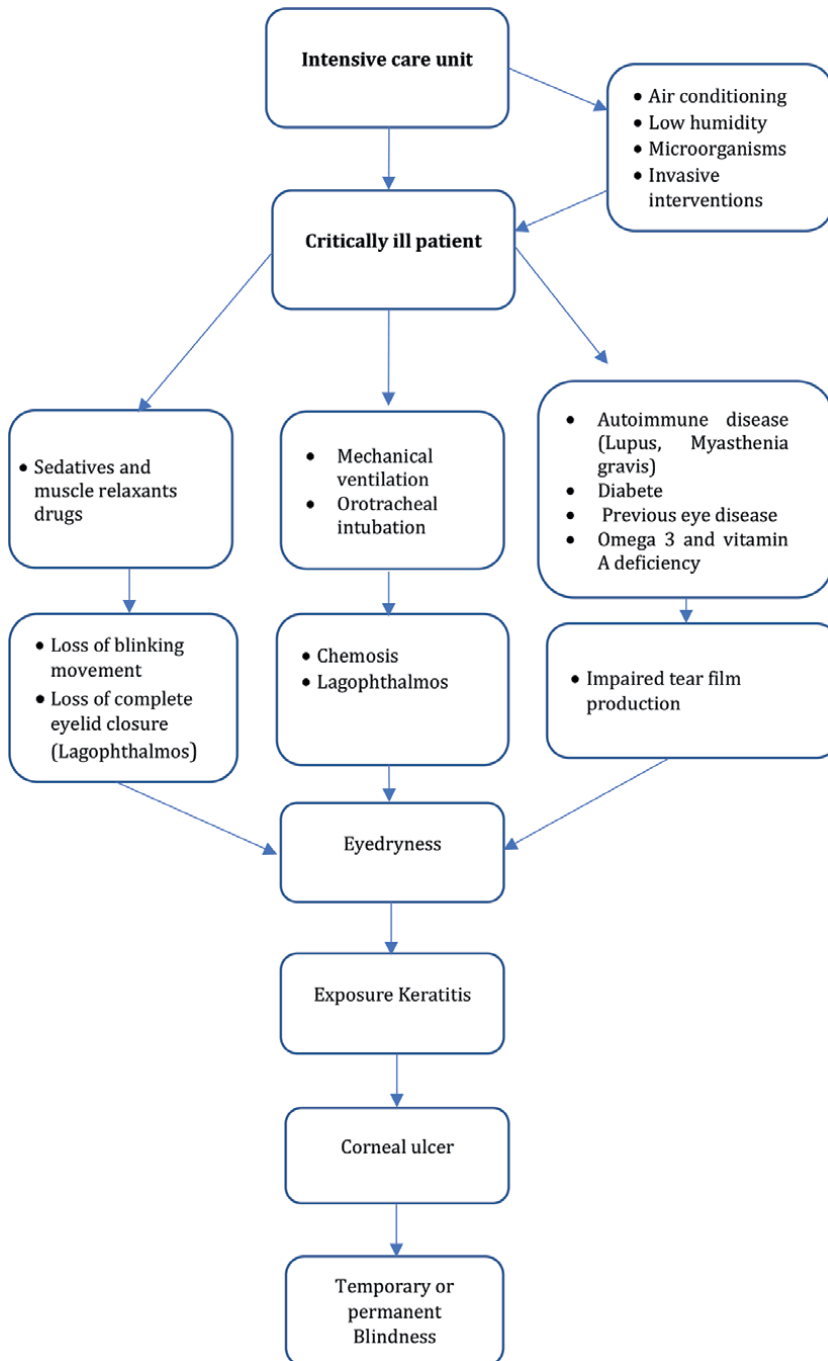 Intensive care unit
• Air conditioning
• Low humidity
• Microorganisms
• Invasive
interventions
Critically ill patient
• Sedatives and
muscle relaxants
drugs
• Mechanical
ventilation
• Orotracheal
intubation
• Autoimmune disease
(Lupus, Myasthenia
gravis)
• Diabete
• Previous eye disease
• Omega 3 and vitamin
A deficiency
• Loss of blinking
movement
• Loss of complete
eyelid closure
(Lagophthalmos)
• Chemosis
• Lagophthalmos
• Impaired tear film
production
Eyedryness
Exposure Keratitis
Corneal ulcer
Temporary or
permanent
Blindness